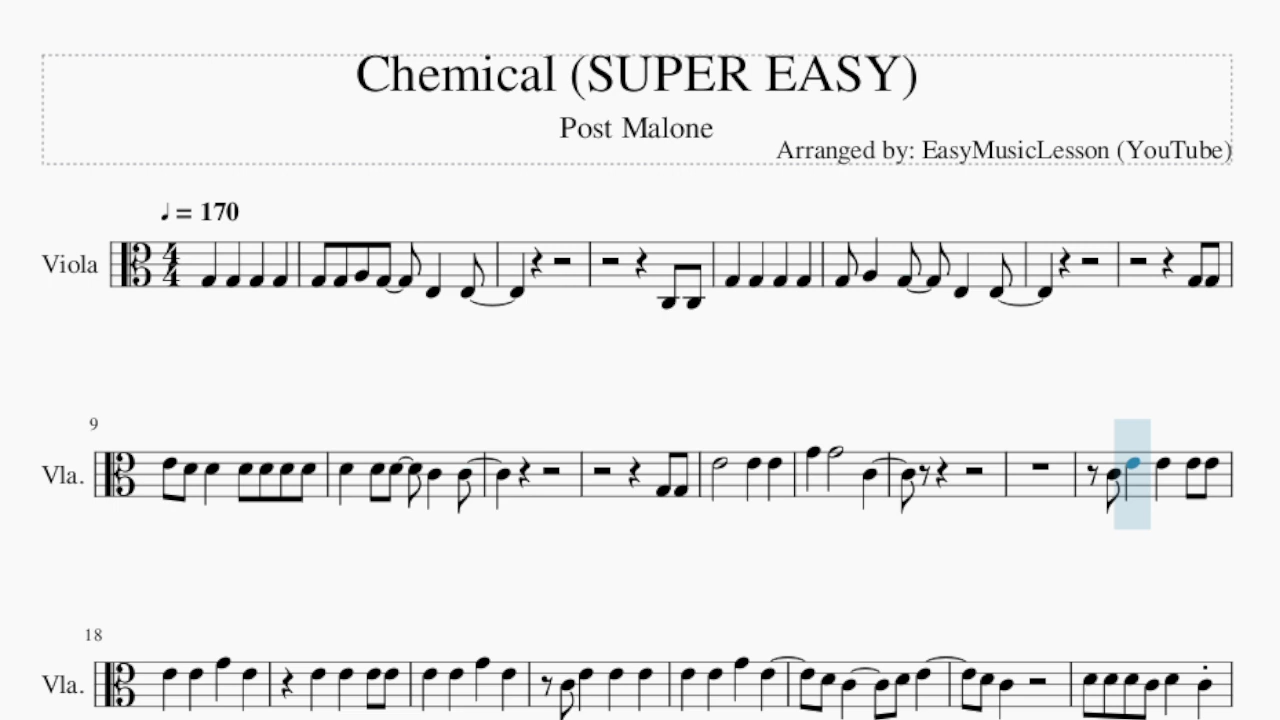 Chemical (SUPER EASY)
Post Malone
Arranged by: EasyMusicLesson (YouTube)
♩ = 170
Viola
4
4
9
Vla.
18
Vla.